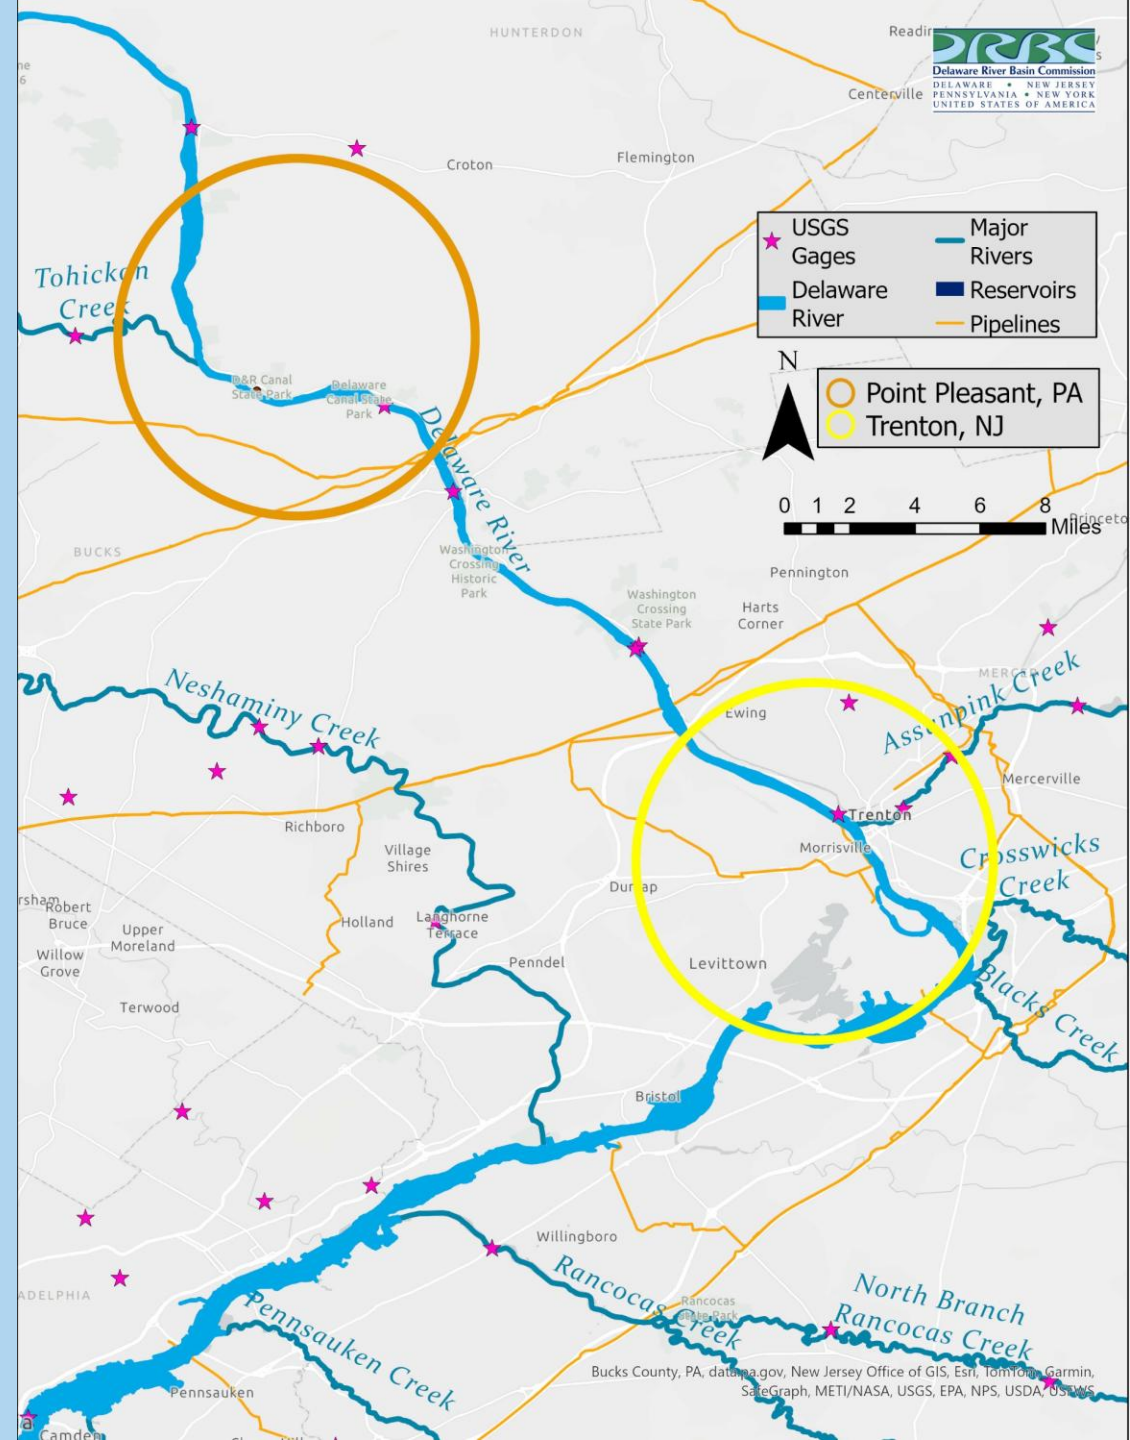 HUNTERDON
DRBC
Delaware River Basin Commission
DELAWARE • NEW JERSEY
PENNSYLVANIA • NEW YORK
UNITED STATES OF AMERICA
Centerville
Croton
Flemington
USGS
Gages
Major
Rivers
Delaware
River
Reservoirs
Pipelines
Tohickon
Creek
N
Point Pleasant, PA
Trenton, NJ
D&R Canal
State Park
Delaware
Canal State
Park
Delaware River
0 1 2 4 6 8
Miles
BUCKS
Washington
Crossing
Historic
Park
Pennington
Washington
Crossing
State Park
Harts
Corner
MERCER
Neshaminy Creek
Ewing
Assunpink Creek
Mercerville
Richboro
Trenton
Village
Shires
Morrisville
Crosswicks
Creek
Robert
Bruce
Upper
Moreland
Holland
Langhorne
Terrace
Willow
Grove
Penndel
Levittown
Blacks Creek
Terwood
Bristol
Willingboro
Rancocas Creek
Rancocas
State Park
North Branch
Rancocas Creek
Pennsauken Creek
Bucks County, PA, data.pa.gov, New Jersey Office of GIS, Esri, TomTom, Garmin,
SafeGraph, METI/NASA, USGS, EPA, NPS, USDA, USFWS
Pennsauken
Camden